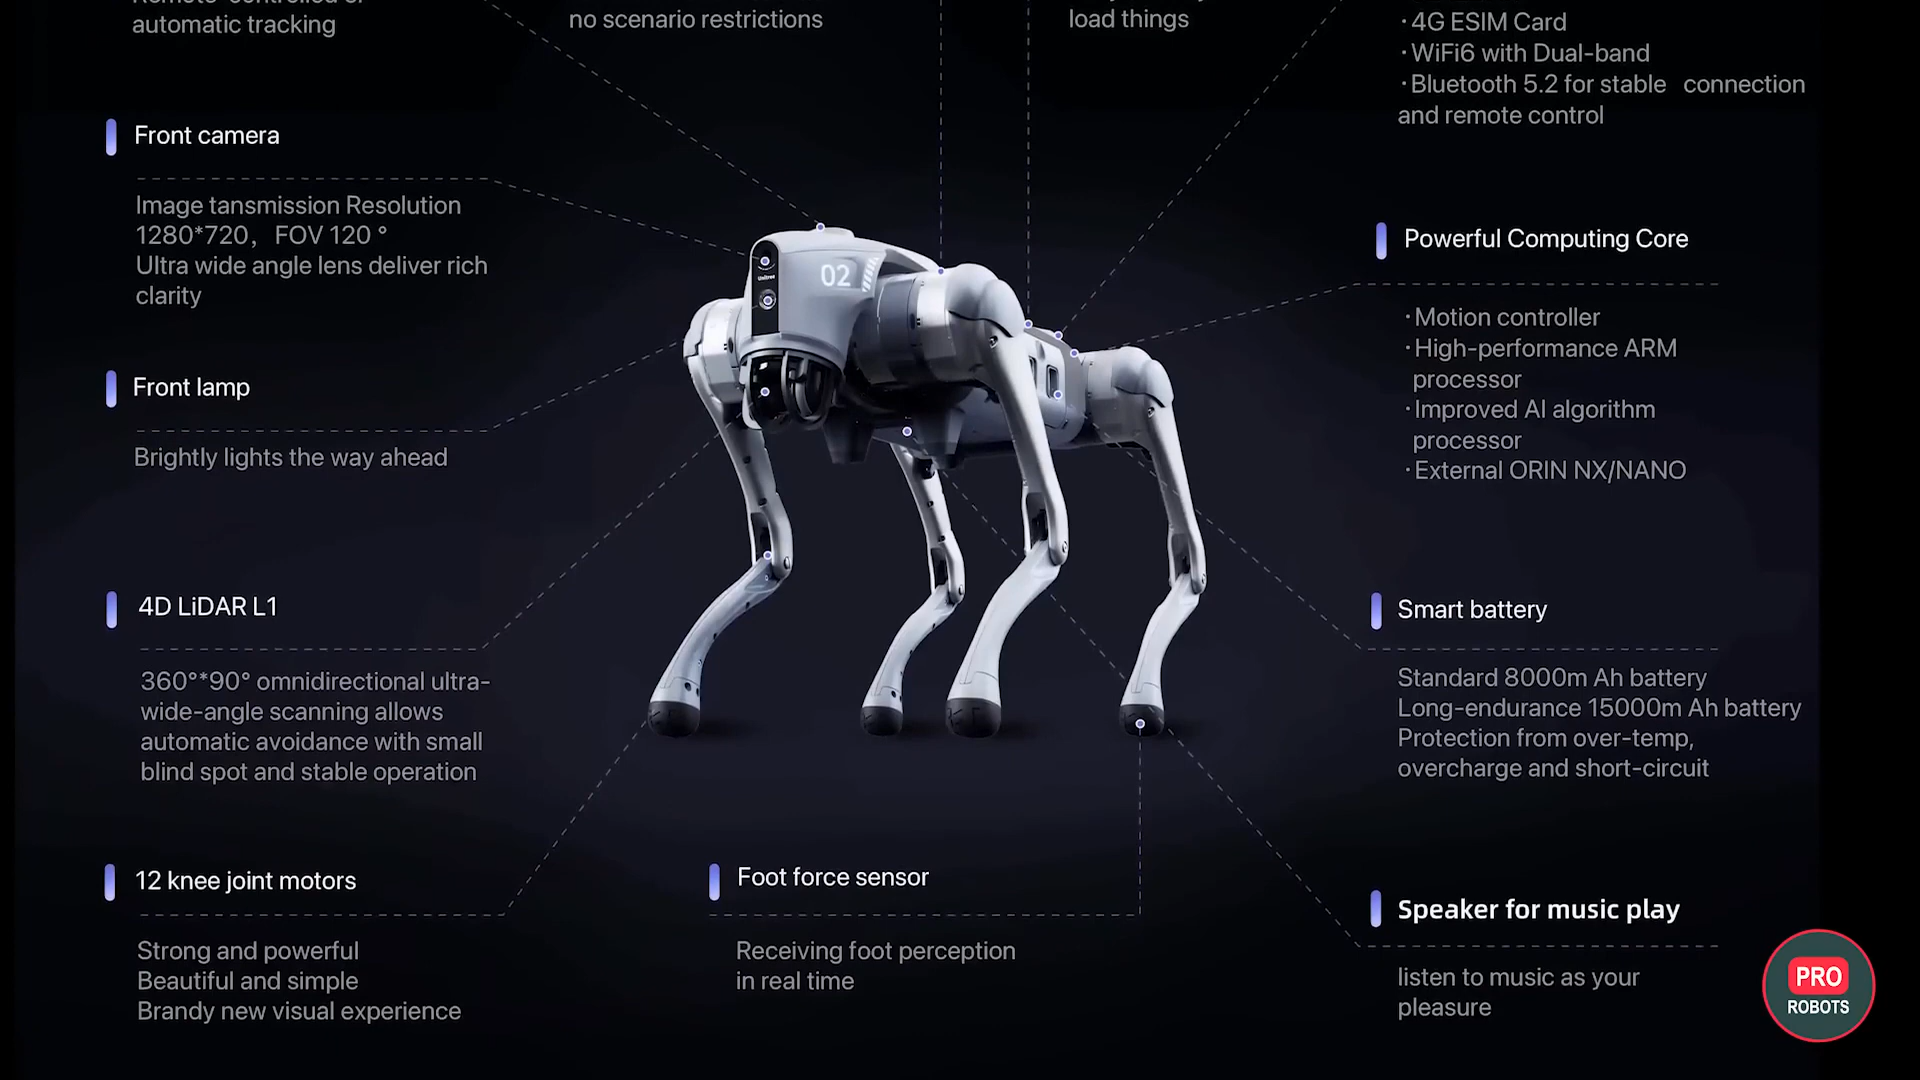 automatic tracking
no scenario restrictions
load things
·4G ESIM Card
·WiFi6 with Dual-band
·Bluetooth 5.2 for stable connection
and remote control
Front camera
Image tansmission Resolution
1280*720, FOV 120 °
Ultra wide angle lens deliver rich
clarity
Front lamp
Brightly lights the way ahead
4D LiDAR L1
360°*90° omnidirectional ultra-
wide-angle scanning allows
automatic avoidance with small
blind spot and stable operation
12 knee joint motors
Strong and powerful
Beautiful and simple
Brandy new visual experience
02
Unitree
Foot force sensor
Receiving foot perception
in real time
Powerful Computing Core
·Motion controller
·High-performance ARM
processor
·Improved AI algorithm
processor
·External ORIN NX/NANO
Smart battery
Standard 8000m Ah battery
Long-endurance 15000m Ah battery
Protection from over-temp,
overcharge and short-circuit
Speaker for music play
listen to music as your
pleasure
PRO
ROBOTS